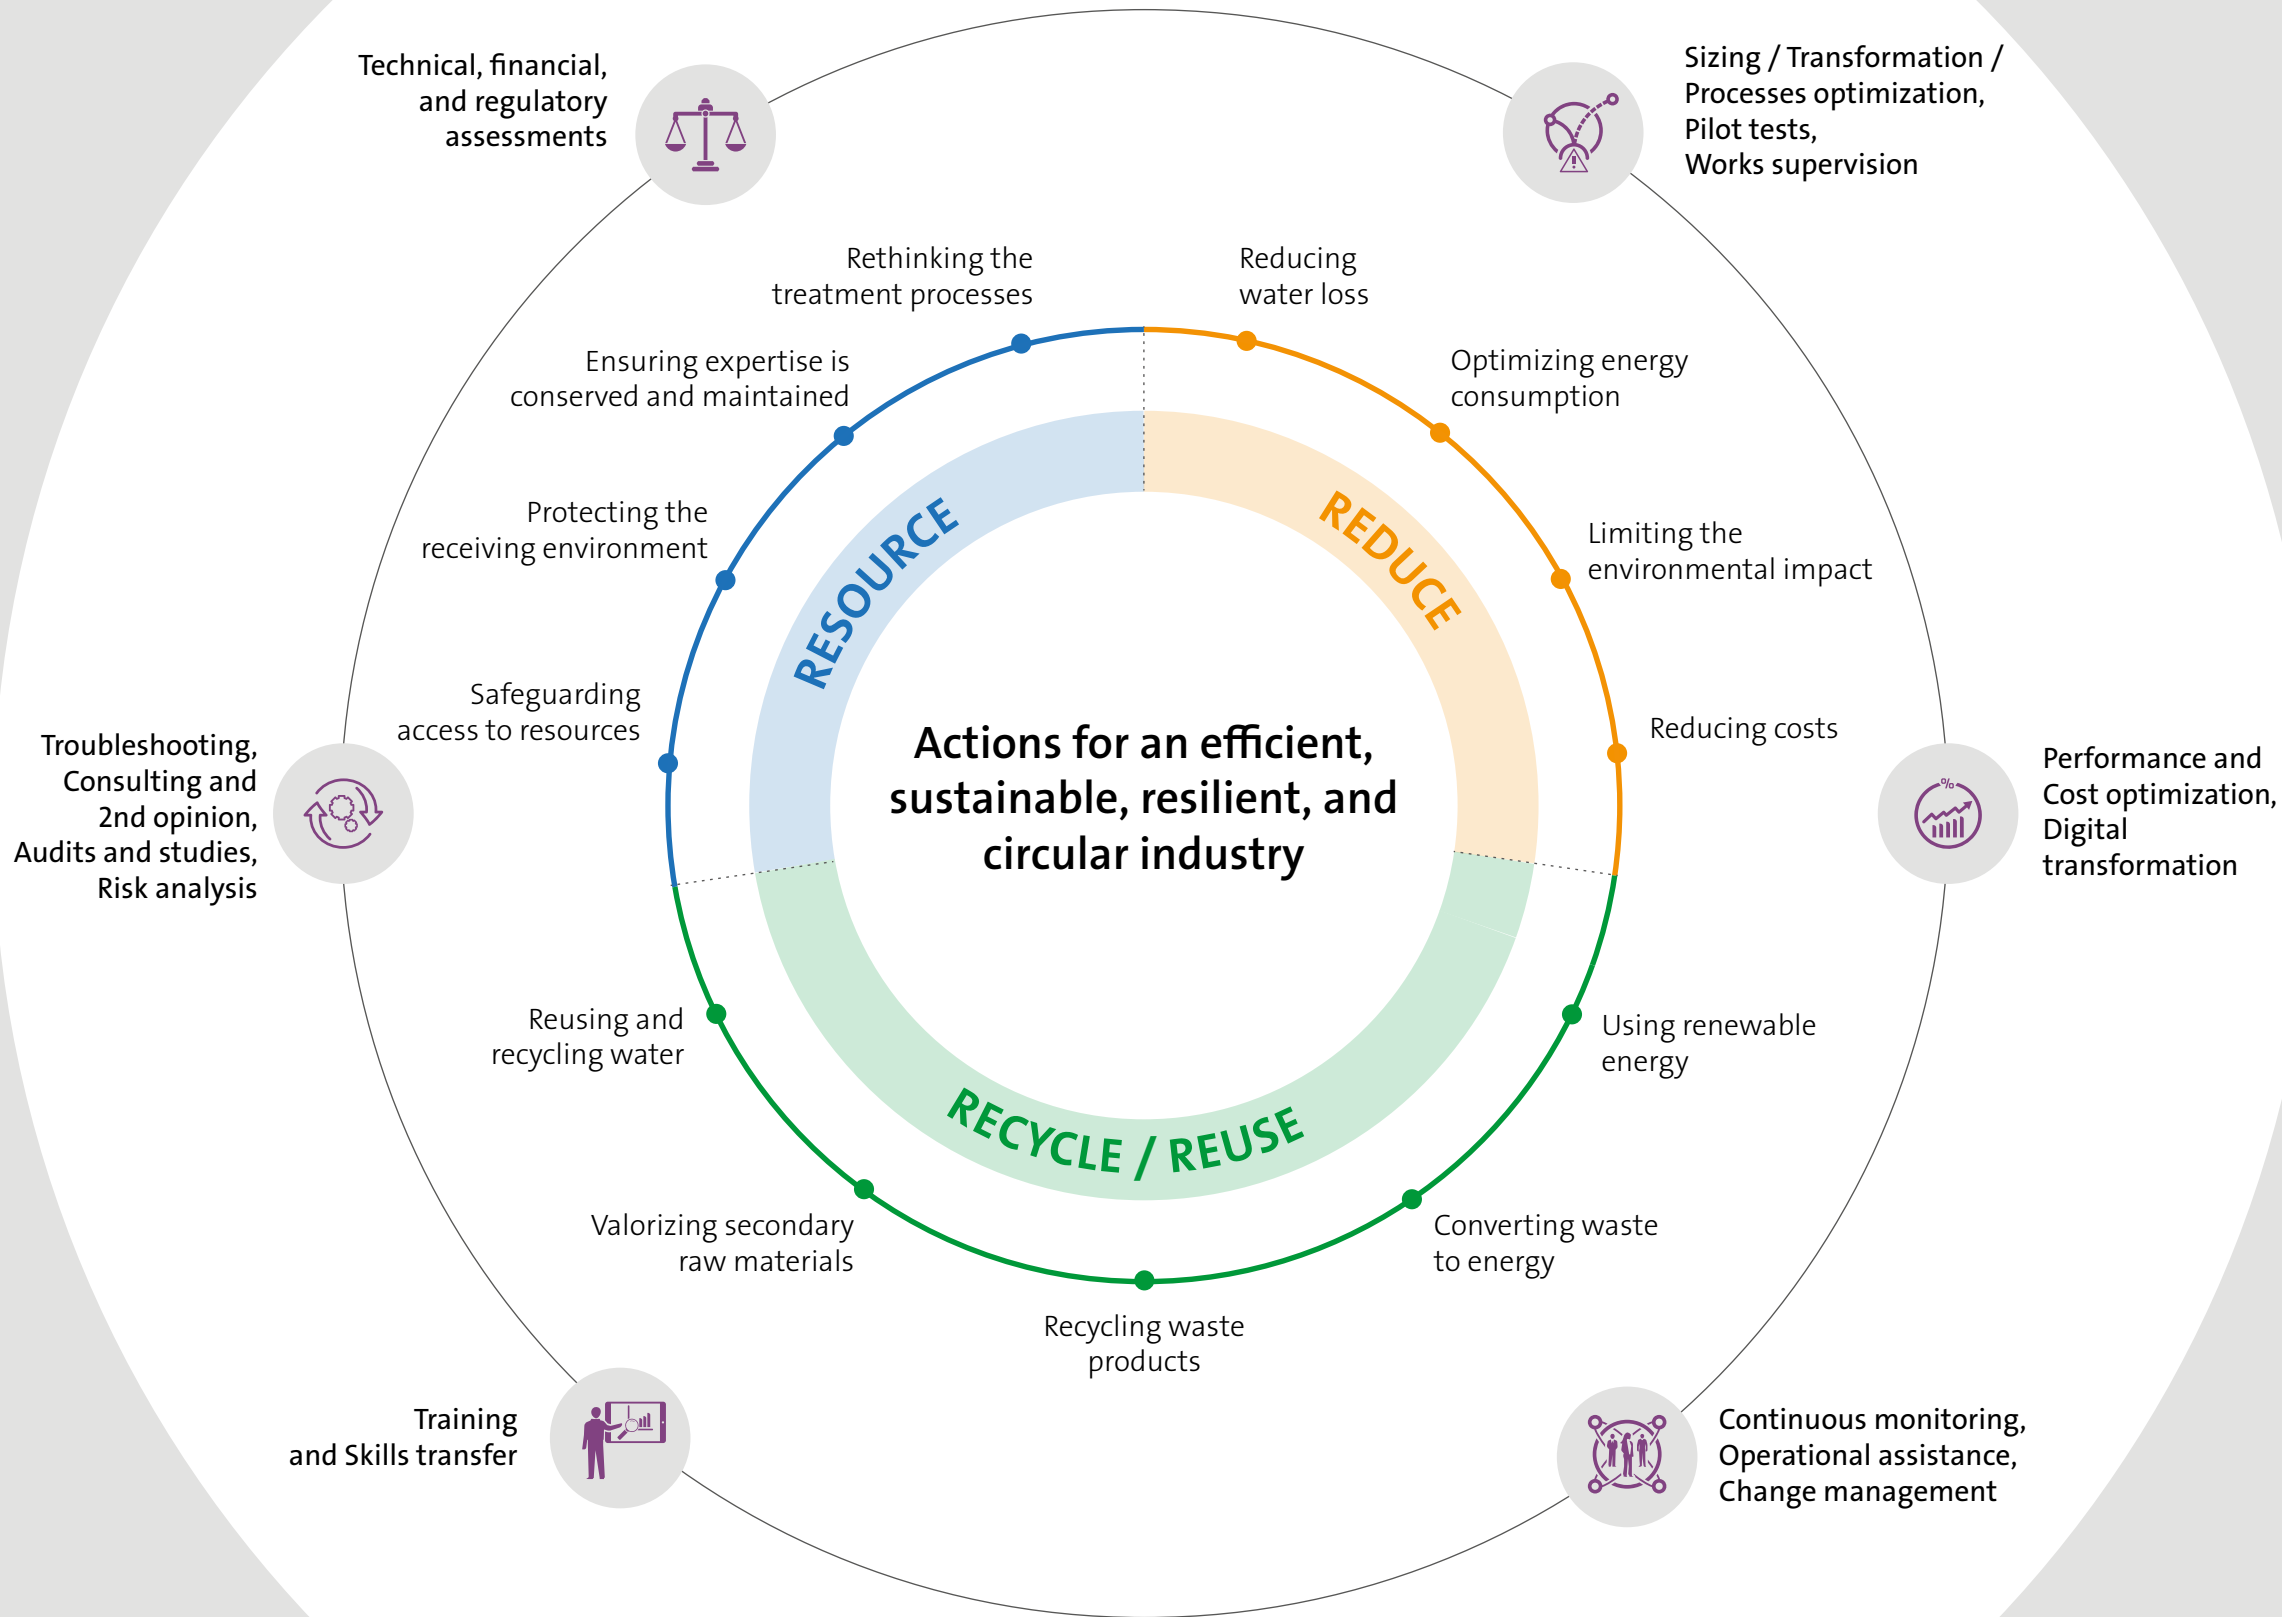 Technical, financial,
and regulatory
assessments
Sizing / Transformation /
Processes optimization,
Pilot tests,
Works supervision
Rethinking the
treatment processes
Reducing
water loss
Ensuring expertise is
conserved and maintained
Optimizing energy
consumption
Protecting the
receiving environment
Limiting the
environmental impact
RESOURCE
REDUCE
Safeguarding
access to resources
Reducing costs
Actions for an efficient,
sustainable, resilient, and
circular industry
Troubleshooting,
Consulting and
2nd opinion,
Audits and studies,
Risk analysis
%
Performance and
Cost optimization,
Digital
transformation
Reusing and
recycling water
Using renewable
energy
RECYCLE / REUSE
Valorizing secondary
raw materials
Converting waste
to energy
Recycling waste
products
Training
and Skills transfer
Continuous monitoring,
Operational assistance,
Change management